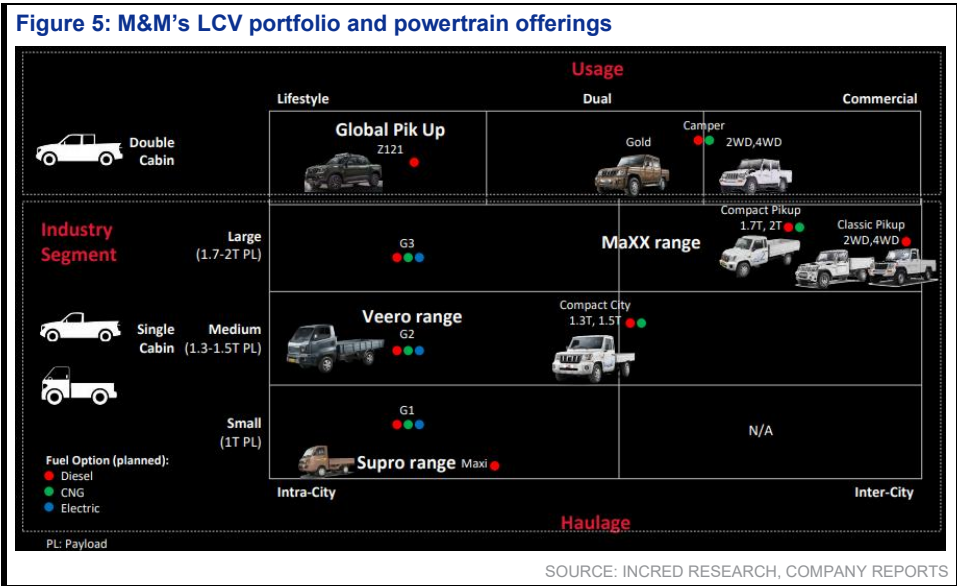 Figure 5: M&M's LCV portfolio and powertrain offerings
Usage
Lifestyle Dual Commercial
Double
Cabin
Global Pik Up
Z121
Gold
Camper
2WD,4WD
Industry
Segment
Large
(1.7-2T PL)
G3
MaXX range
Compact Pikup
1.7T, 2T
Classic Pikup
2WD,4WD
Single
Cabin
Medium
(1.3-1.5T PL)
Veero range
G2
Compact City
1.3T, 1.5T
Small
(1T PL)
G1
Supro range Maxi
N/A
Fuel Option (planned):
Diesel
CNG
Electric
Intra-City Inter-City
Haulage
PL: Payload
SOURCE: INCRED RESEARCH, COMPANY REPORTS